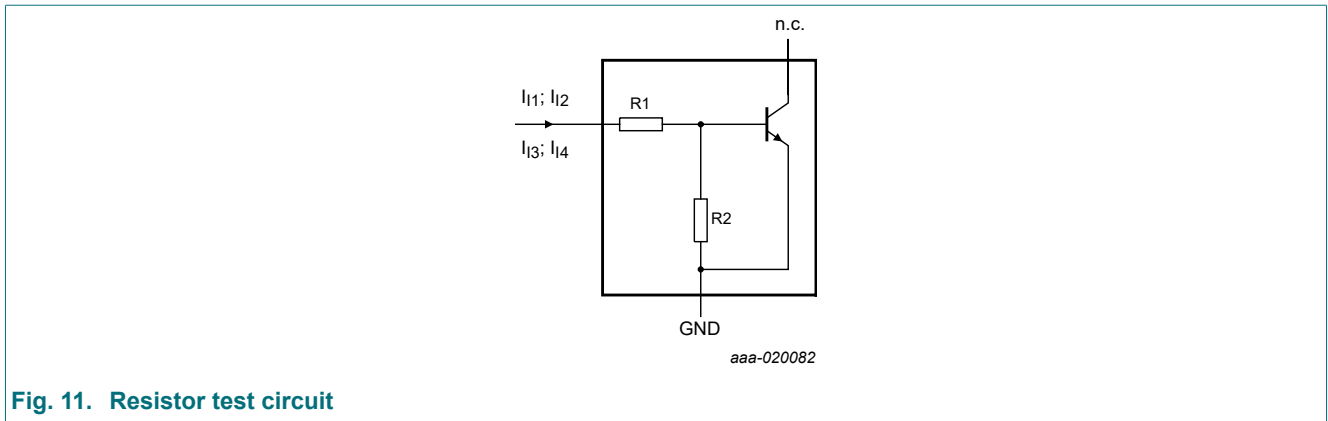 n.c.
II1; II2
R1
II3; II4
R2
GND
aaa-020082
Fig. 11. Resistor test circuit